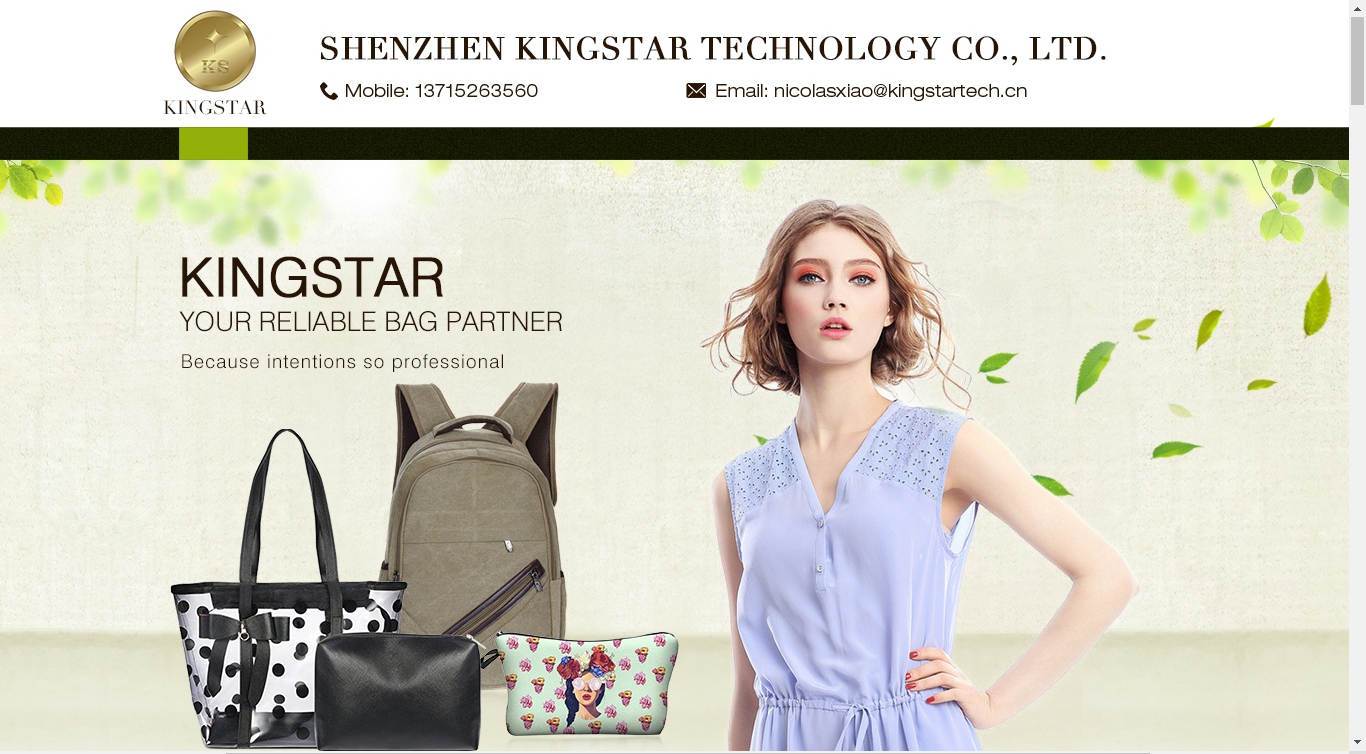 KS
KINGSTAR
SHENZHEN KINGSTAR TECHNOLOGY CO., LTD.
Mobile: 13715263560
Email: nicolasxiao@kingstartech.cn
KINGSTAR
YOUR RELIABLE BAG PARTNER
Because intentions so professional